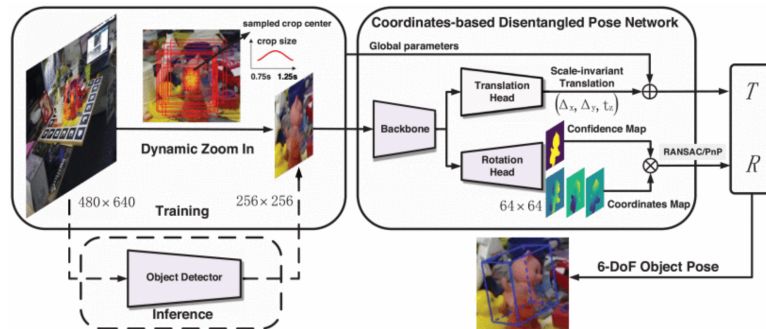 sampled crop center
crop size
0.75s 1.25s
Dynamic Zoom In
480×640
256×256
Training
Object Detector
Inference
Coordinates-based Disentangled Pose Network
Global parameters
Backbone
Translation
Head
Scale-invariant
Translation
(Δx, Δy, tz)
Confidence Map
Rotation
Head
64×64
Coordinates Map
RANSAC/PnP
T
R
6-DoF Object Pose